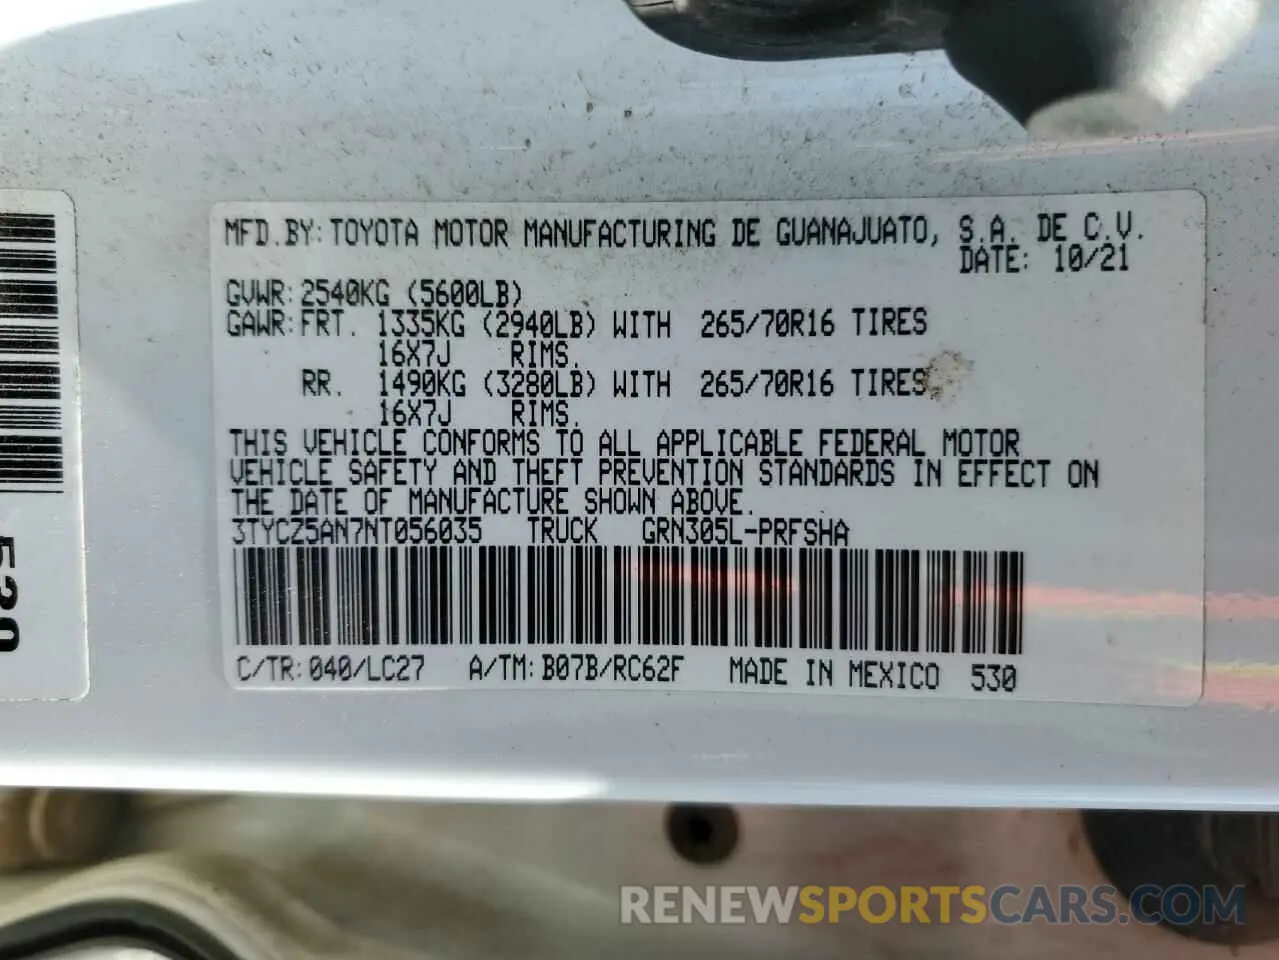 MFD.BY:TOYOTA MOTOR MANUFACTURING DE GUANAJUATO, S.A. DE C.V.
DATE: 10/21
GVWR:2540KG (5600LB)
GAWR:FRT. 1335KG (2940LB) WITH 265/70R16 TIRES
16X7J RIMS.
RR. 1490KG (3280LB) WITH 265/70R16 TIRES,
16X7J RIMS.
THIS VEHICLE CONFORMS TO ALL APPLICABLE FEDERAL MOTOR
VEHICLE SAFETY AND THEFT PREVENTION STANDARDS IN EFFECT ON
THE DATE OF MANUFACTURE SHOWN ABOVE.
3TYCZ5AN7NT056035 TRUCK GRN305L-PRFSHA
C/TR:040/LC27 A/TM:B07B/RC62F MADE IN MEXICO 530
RENEWSPORTSCARS.COM